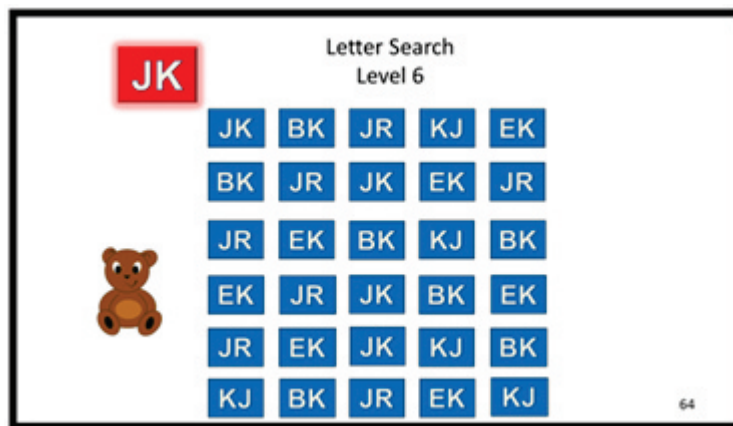 Letter Search
JK
Level 6
JK BK JR KJ EK
BK JR JK EK JR
JR EK BK KJ BK
EK JR JK BK EK
JR EK JK KJ BK
KJ BK JR EK KJ
64